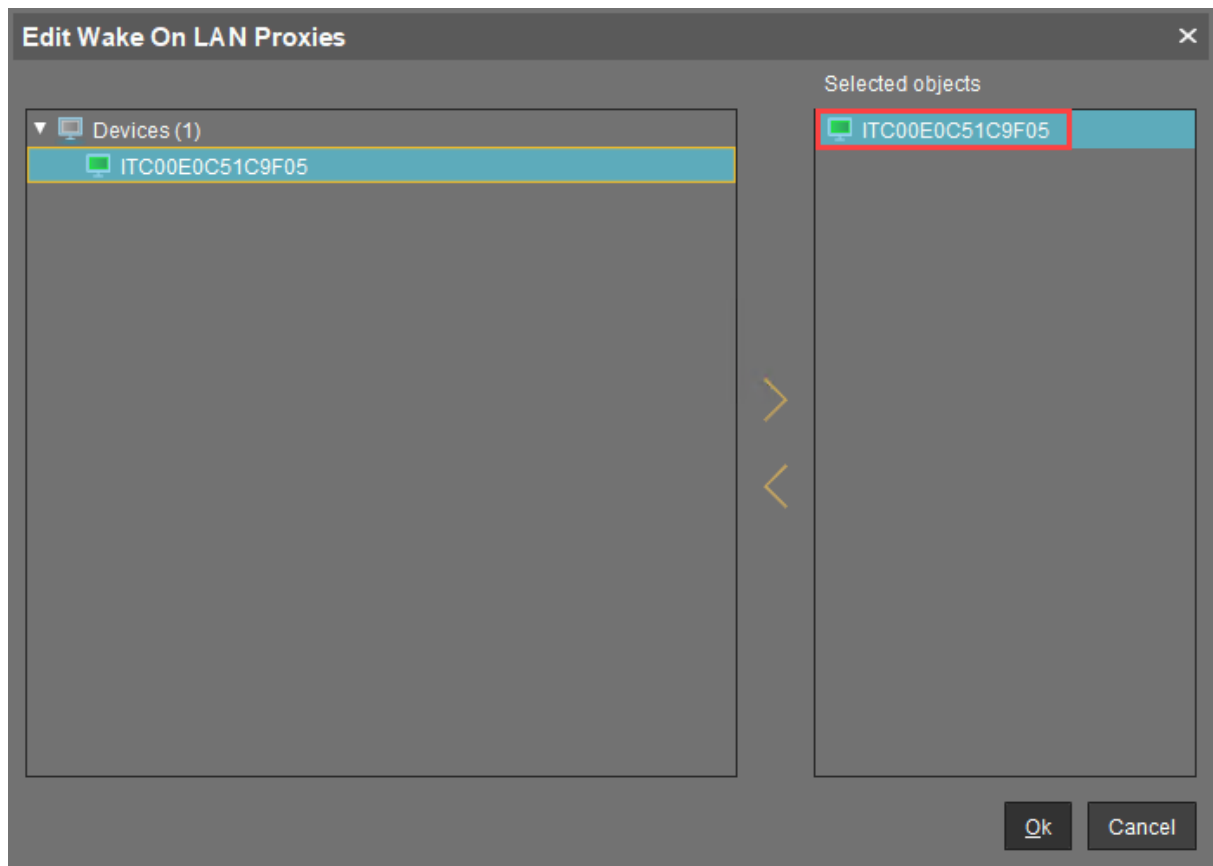 Edit Wake On LAN Proxies
Selected objects
Devices (1)
ITC00E0C51C9F05
ITC00E0C51C9F05
Ok
Cancel